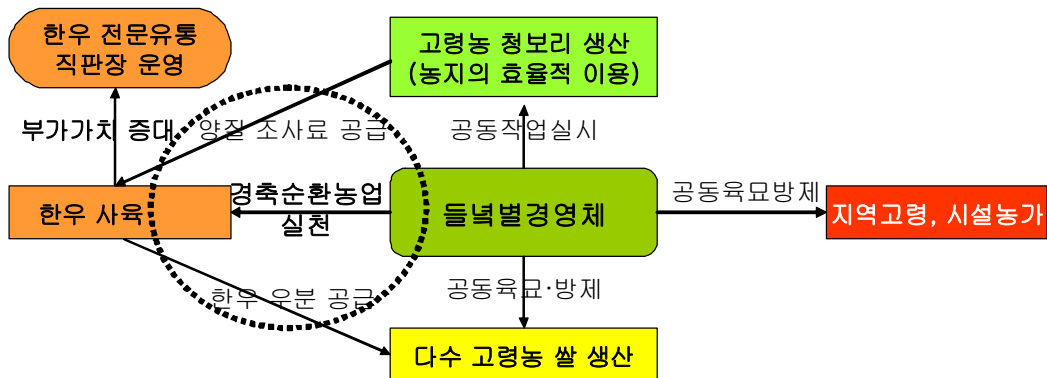 한우 전문유통
직판장 운영
고령농 청보리 생산
(농지의 효율적 이용)
부가가치 증대
양질 조사료 공급
공동작업실시
한우 사육
경축순환농업
실천
들녘별경영체
공동육묘방제
지역고령, 시설농가
한우 우분 공급
공동육묘·방제
다수 고령농 쌀 생산